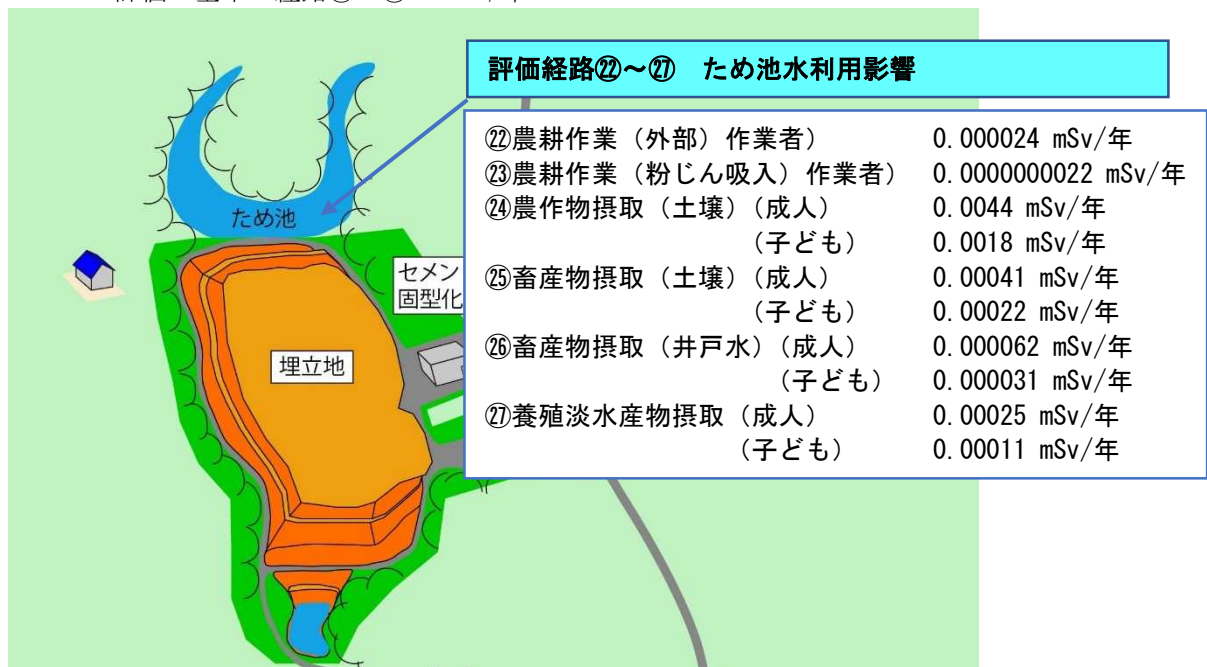 評価経路㉒～㉗　ため池水利用影響
㉒農耕作業（外部）作業者）　0.000024 mSv/年
㉓農耕作業（粉じん吸入）作業者）　0.0000000022 mSv/年
㉔農作物摂取（土壌）（成人）　0.0044 mSv/年
（子ども）　0.0018 mSv/年
㉕畜産物摂取（土壌）（成人）　0.00041 mSv/年
（子ども）　0.00022 mSv/年
㉖畜産物摂取（井戸水）（成人）　0.000062 mSv/年
（子ども）　0.000031 mSv/年
㉗養殖淡水産物摂取（成人）　0.00025 mSv/年
（子ども）　0.00011 mSv/年
ため池
セメン
固型化
埋立地